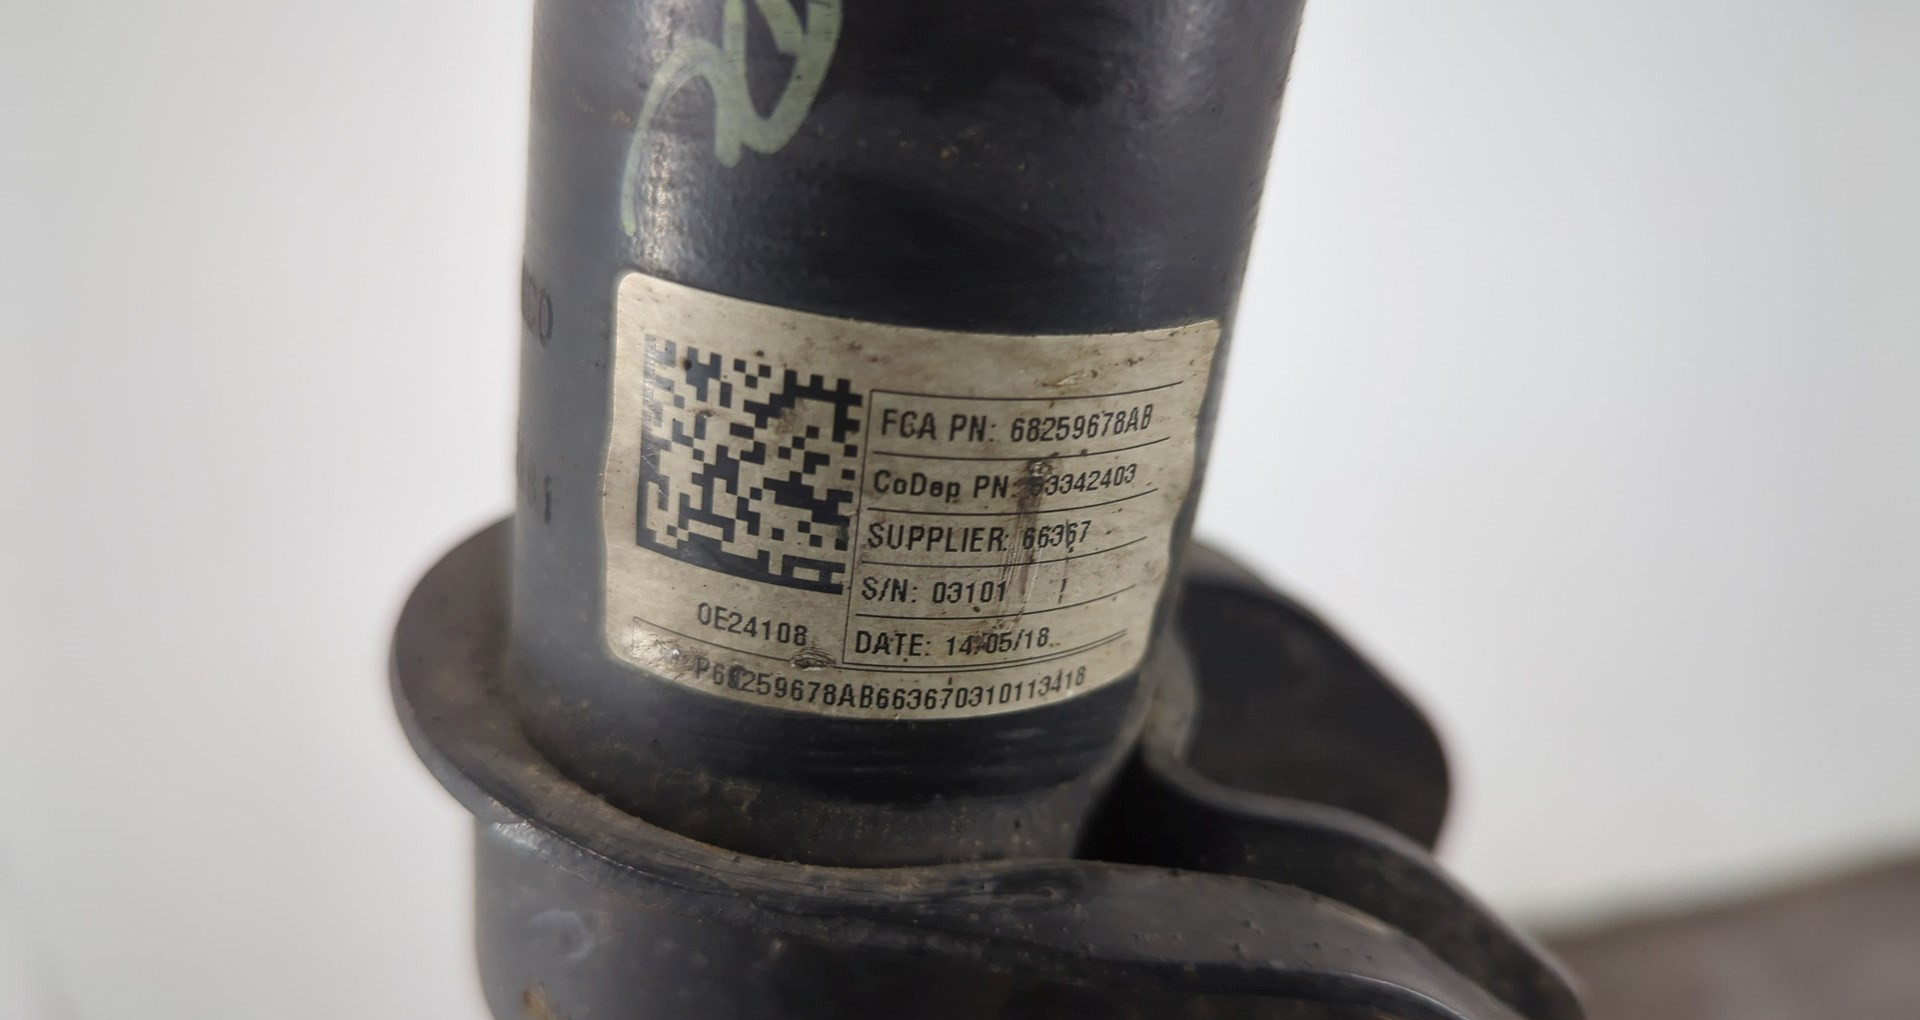 FCA PN: 68259678AB
CoDep PN: 53342403
SUPPLIER: 66367
S/N: 03101
DATE: 14/05/18
0E24108
P68259678AB663670310113418